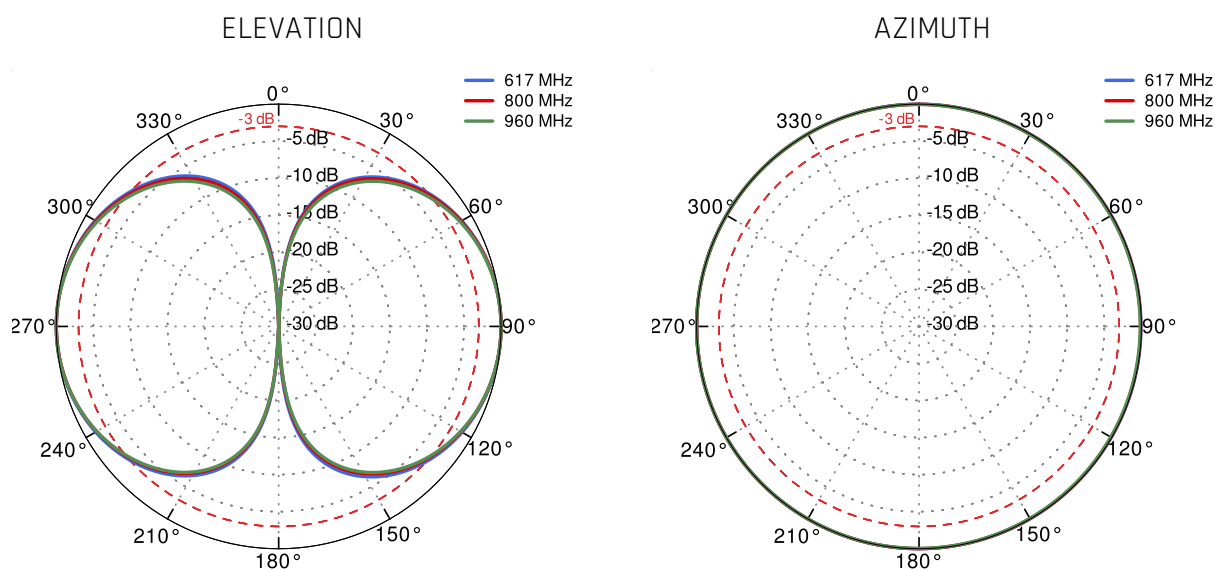 ELEVATION
AZIMUTH
617 MHz
800 MHz
960 MHz
0°
30°
60°
90°
120°
150°
180°
210°
240°
270°
300°
330°
-3 dB
-5 dB
-10 dB
-15 dB
-20 dB
-25 dB
-30 dB
617 MHz
800 MHz
960 MHz
0°
30°
60°
90°
120°
150°
180°
210°
240°
270°
300°
330°
-3 dB
-5 dB
-10 dB
-15 dB
-20 dB
-25 dB
-30 dB